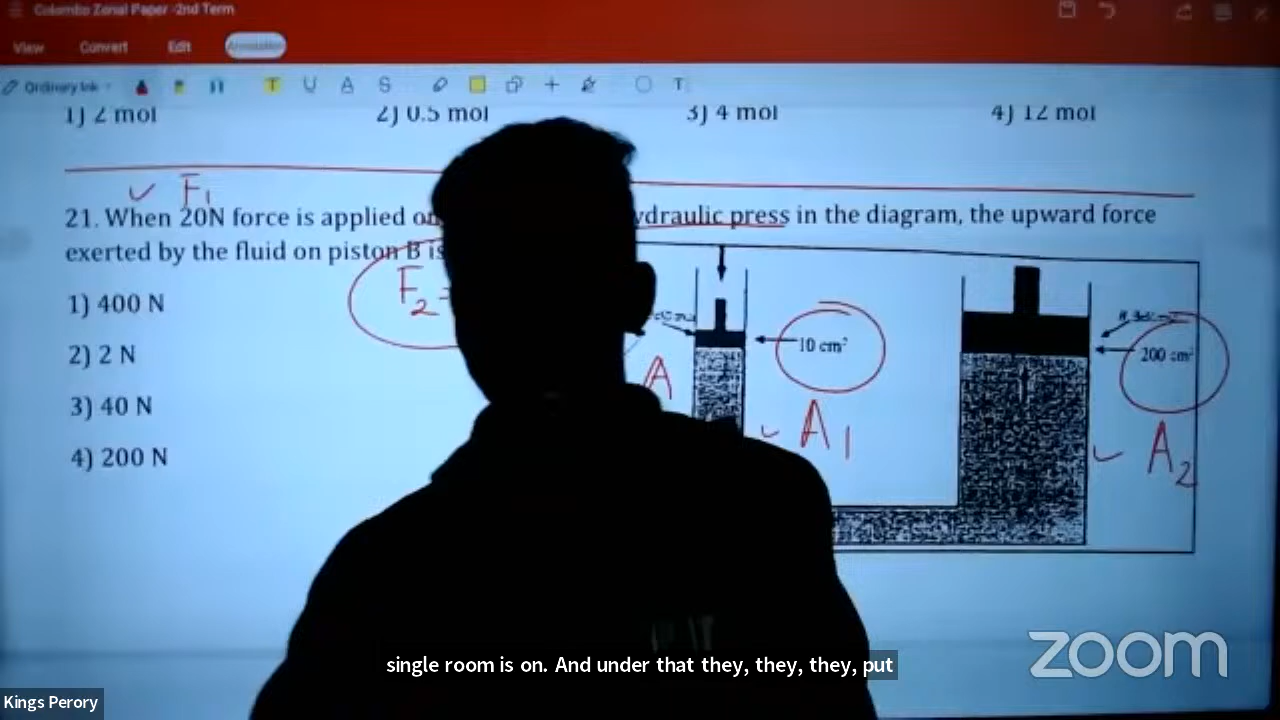 Colombo Zonal Paper -2nd Term
View Convert Edit Annotation
Ordinary Ink T U A S T
1) 2 mol 2) 0.5 mol 3) 4 mol 4) 12 mol
F1
21. When 20N force is applied ydraulic press in the diagram, the upward force
exerted by the fluid on piston B is
F2
1) 400 N
2) 2 N
3) 40 N
4) 200 N
10 cm²
200 cm²
A
A1
A2
single room is on. And under that they, they, they, put
zoom
Kings Perory